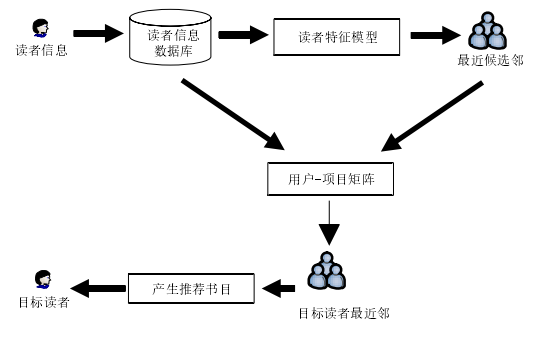 读者信息
读者信息
数据库
读者特征模型
最近候选邻
用户-项目矩阵
目标读者
产生推荐书目
目标读者最近邻